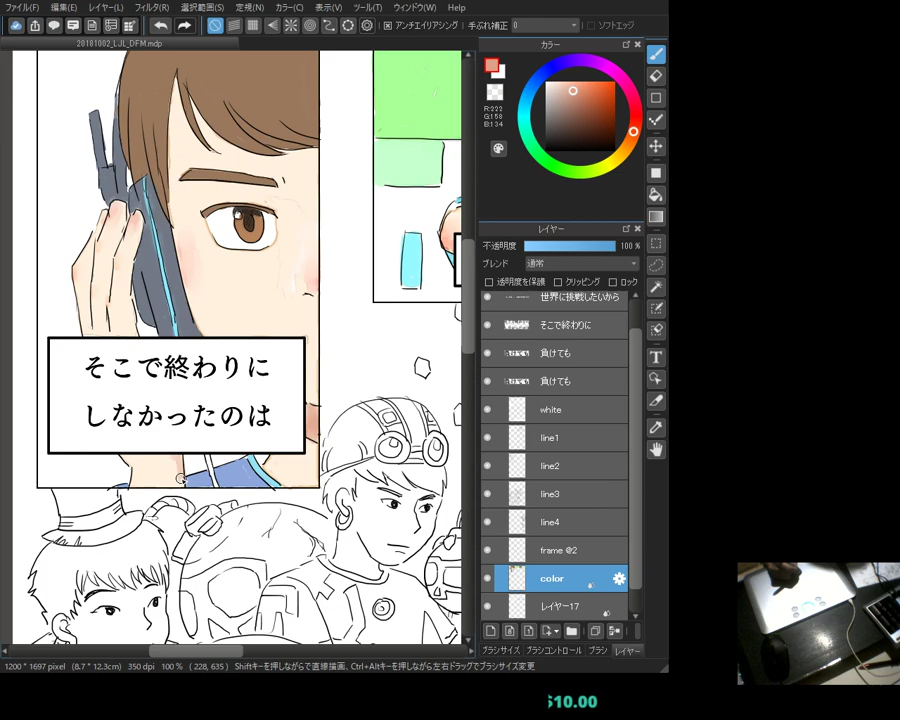 ファイル(F) 編集(E) レイヤー(L) フィルタ(R) 選択範囲(S) 定規(N) カラー(C) 表示(V) ツール(T) ウィンドウ(W) Help
アンチエイリアシング 手ぶれ補正 0 ソフトエッジ
20181002_LJL_DFM.mdp
カラー
R:222
G:158
B:134
レイヤー
不透明度 100 %
ブレンド 通常
透明度を保護 クリッピング ロック
世界に挑戦したいから
そこで終わりに
負けても
負けても
white
line1
line2
line3
line4
frame @2
color
レイヤー17
ブラシサイズ ブラシコントロール ブラシ レイヤー
そこで終わりに
しなかったのは
1200 * 1697 pixel (8.7 * 12.3cm) 350 dpi 100 % ( 228, 635 ) Shiftキーを押しながらで直線描画、Ctrl+Altキーを押しながら左右ドラッグでブラシサイズ変更
$10.00